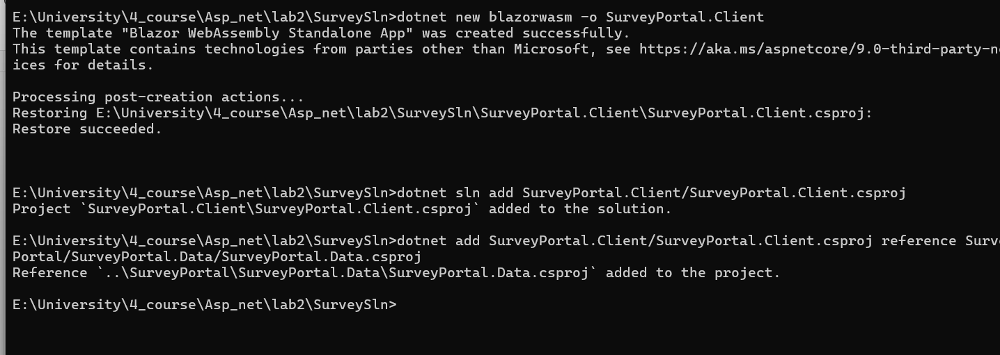 E:\University\4_course\Asp_net\lab2\SurveySln>dotnet new blazorwasm -o SurveyPortal.Client
The template "Blazor WebAssembly Standalone App" was created successfully.
This template contains technologies from parties other than Microsoft, see https://aka.ms/aspnetcore/9.0-third-party-no
ices for details.
Processing post-creation actions...
Restoring E:\University\4_course\Asp_net\lab2\SurveySln\SurveyPortal.Client\SurveyPortal.Client.csproj:
Restore succeeded.
E:\University\4_course\Asp_net\lab2\SurveySln>dotnet sln add SurveyPortal.Client/SurveyPortal.Client.csproj
Project `SurveyPortal.Client\SurveyPortal.Client.csproj` added to the solution.
E:\University\4_course\Asp_net\lab2\SurveySln>dotnet add SurveyPortal.Client/SurveyPortal.Client.csproj reference Surv
Portal/SurveyPortal.Data/SurveyPortal.Data.csproj
Reference `..\SurveyPortal\SurveyPortal.Data\SurveyPortal.Data.csproj` added to the project.
E:\University\4_course\Asp_net\lab2\SurveySln>